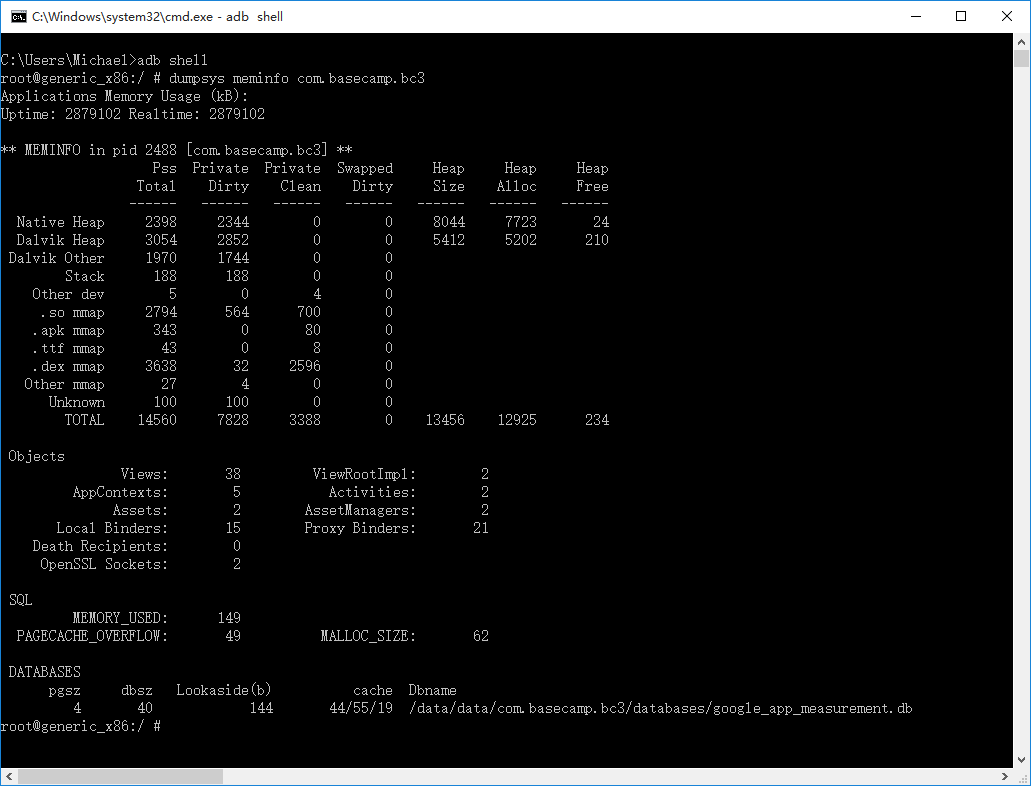 C:\Windows\system32\cmd.exe - adb  shell
C:\Users\Michael>adb shell
root@generic_x86:/ # dumpsys meminfo com.basecamp.bc3
Applications Memory Usage (kB):
Uptime: 2879102 Realtime: 2879102
** MEMINFO in pid 2488 [com.basecamp.bc3] **
                   Pss  Private  Private  Swapped     Heap     Heap     Heap
                 Total    Dirty    Clean    Dirty     Size    Alloc     Free
                ------   ------   ------   ------   ------   ------   ------
  Native Heap     2398     2344        0        0     8044     7723       24
  Dalvik Heap     3054     2852        0        0     5412     5202      210
 Dalvik Other     1970     1744        0        0
        Stack      188      188        0        0
    Other dev        5        0        4        0
     .so mmap     2794      564      700        0
    .apk mmap      343        0       80        0
    .ttf mmap       43        0        8        0
    .dex mmap     3638       32     2596        0
   Other mmap       27        4        0        0
      Unknown      100      100        0        0
        TOTAL    14560     7828     3388        0    13456    12925      234
 Objects
               Views:       38         ViewRootImpl:        2
         AppContexts:        5           Activities:        2
              Assets:        2        AssetManagers:        2
       Local Binders:       15        Proxy Binders:       21
    Death Recipients:        0
     OpenSSL Sockets:        2
 SQL
         MEMORY_USED:      149
  PAGECACHE_OVERFLOW:       49          MALLOC_SIZE:       62
 DATABASES
      pgsz     dbsz   Lookaside(b)          cache  Dbname
         4       40            144       44/55/19  /data/data/com.basecamp.bc3/databases/google_app_measurement.db
root@generic_x86:/ #